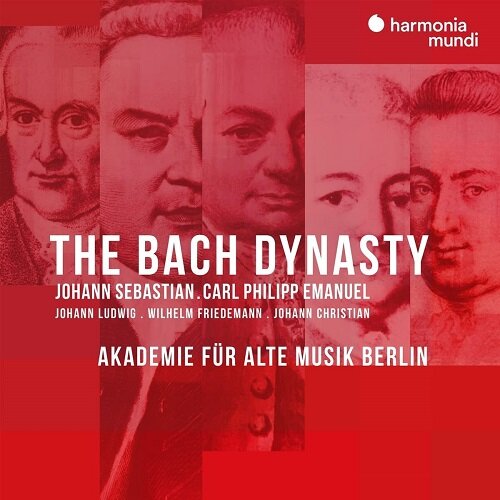 harmonia
mundi
THE BACH DYNASTY
JOHANN SEBASTIAN . CARL PHILIPP EMANUEL
JOHANN LUDWIG . WILHELM FRIEDEMANN . JOHANN CHRISTIAN
AKADEMIE FÜR ALTE MUSIK BERLIN